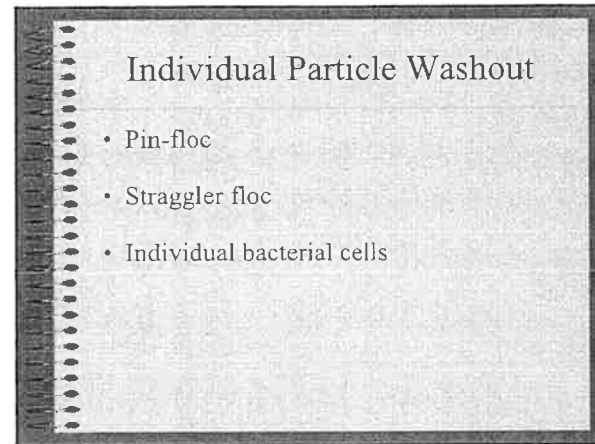 Individual Particle Washout
• Pin-floc
• Straggler floc
• Individual bacterial cells